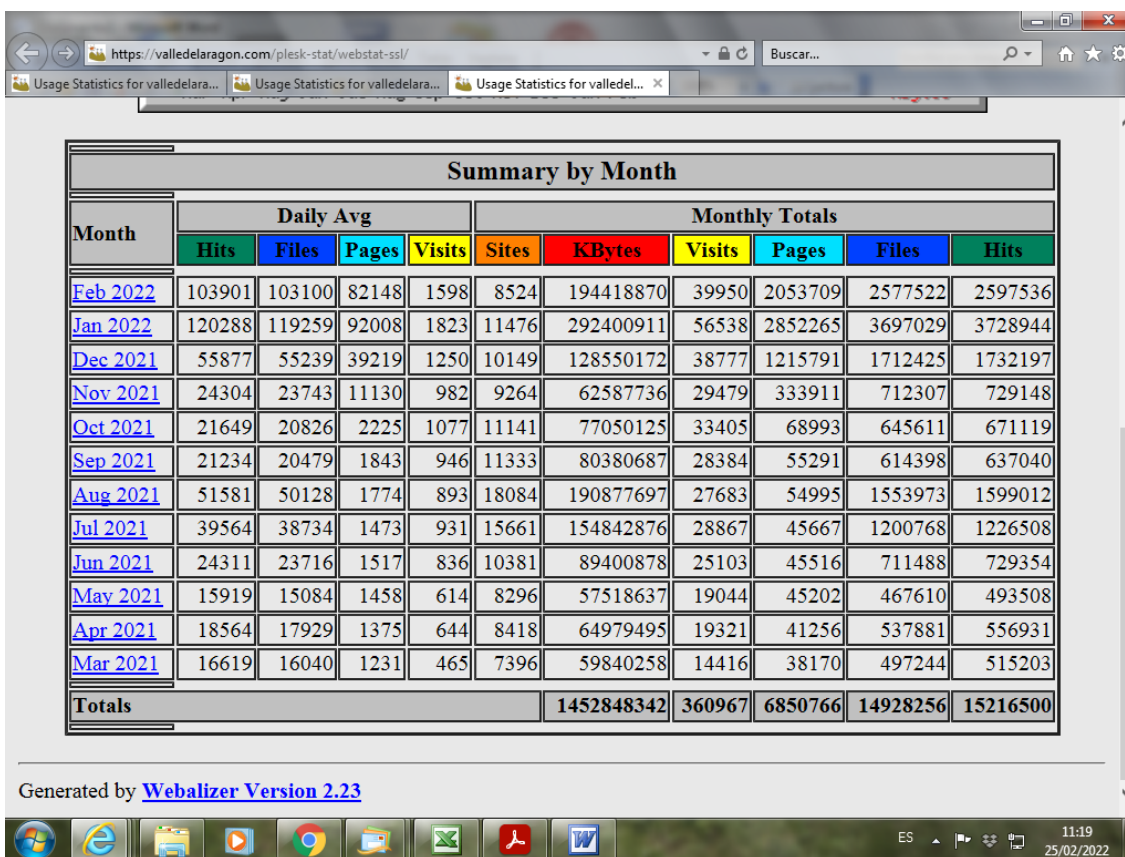 https://valledelaragon.com/plesk-stat/webstat-ssl/
Buscar...
Usage Statistics for valledelara...
Usage Statistics for valledelara...
Usage Statistics for valledel...
Summary by Month
Month Daily Avg Monthly Totals
Hits Files Pages Visits Sites KBytes Visits Pages Files Hits
Feb 2022 103901 103100 82148 1598 8524 194418870 39950 2053709 2577522 2597536
Jan 2022 120288 119259 92008 1823 11476 292400911 56538 2852265 3697029 3728944
Dec 2021 55877 55239 39219 1250 10149 128550172 38777 1215791 1712425 1732197
Nov 2021 24304 23743 11130 982 9264 62587736 29479 333911 712307 729148
Oct 2021 21649 20826 2225 1077 11141 77050125 33405 68993 645611 671119
Sep 2021 21234 20479 1843 946 11333 80380687 28384 55291 614398 637040
Aug 2021 51581 50128 1774 893 18084 190877697 27683 54995 1553973 1599012
Jul 2021 39564 38734 1473 931 15661 154842876 28867 45667 1200768 1226508
Jun 2021 24311 23716 1517 836 10381 89400878 25103 45516 711488 729354
May 2021 15919 15084 1458 614 8296 57518637 19044 45202 467610 493508
Apr 2021 18564 17929 1375 644 8418 64979495 19321 41256 537881 556931
Mar 2021 16619 16040 1231 465 7396 59840258 14416 38170 497244 515203
Totals 1452848342 360967 6850766 14928256 15216500
Generated by Webalizer Version 2.23
ES
11:19
25/02/2022